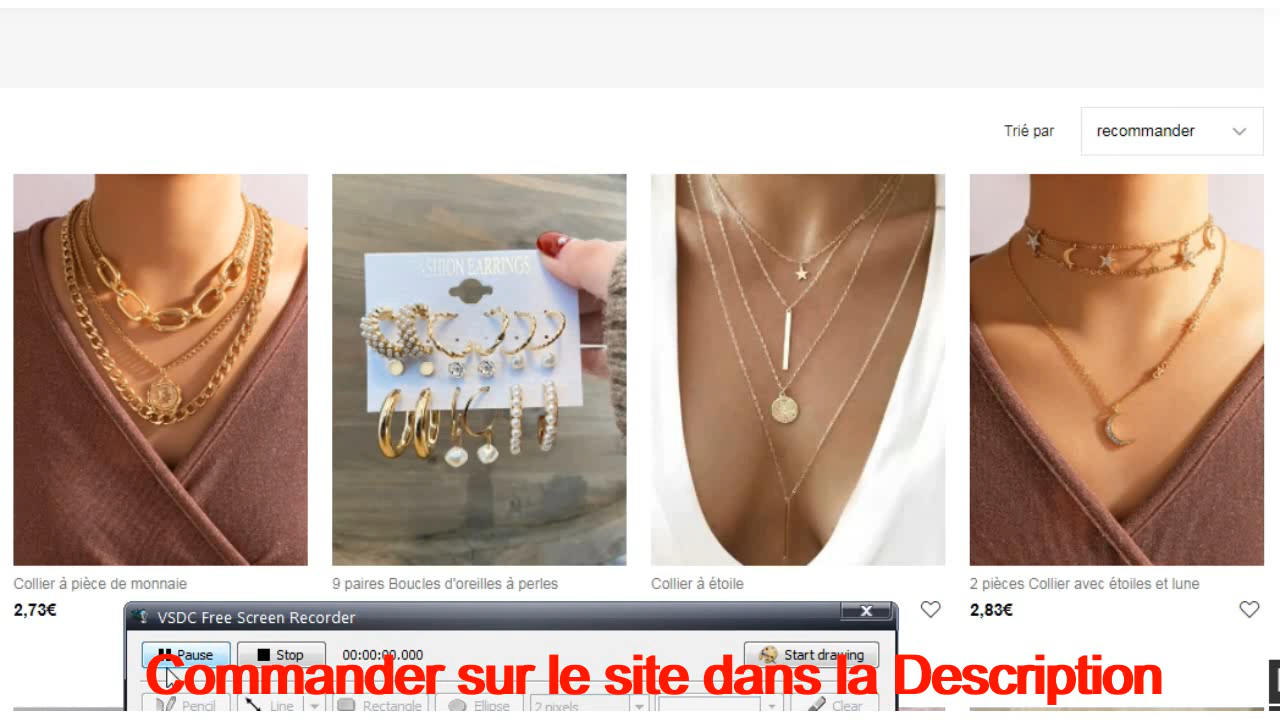 Trié par
recommander
FASHION EARRINGS
Collier à pièce de monnaie
9 paires Boucles d'oreilles à perles
Collier à étoile
2 pièces Collier avec étoiles et lune
2,73€
2,83€
VSDC Free Screen Recorder
Pause
Stop
00:00:00.000
Start drawing
Commander sur le site dans la Description
Pencil
Line
Rectangle
Ellipse
2 pixels
Clear